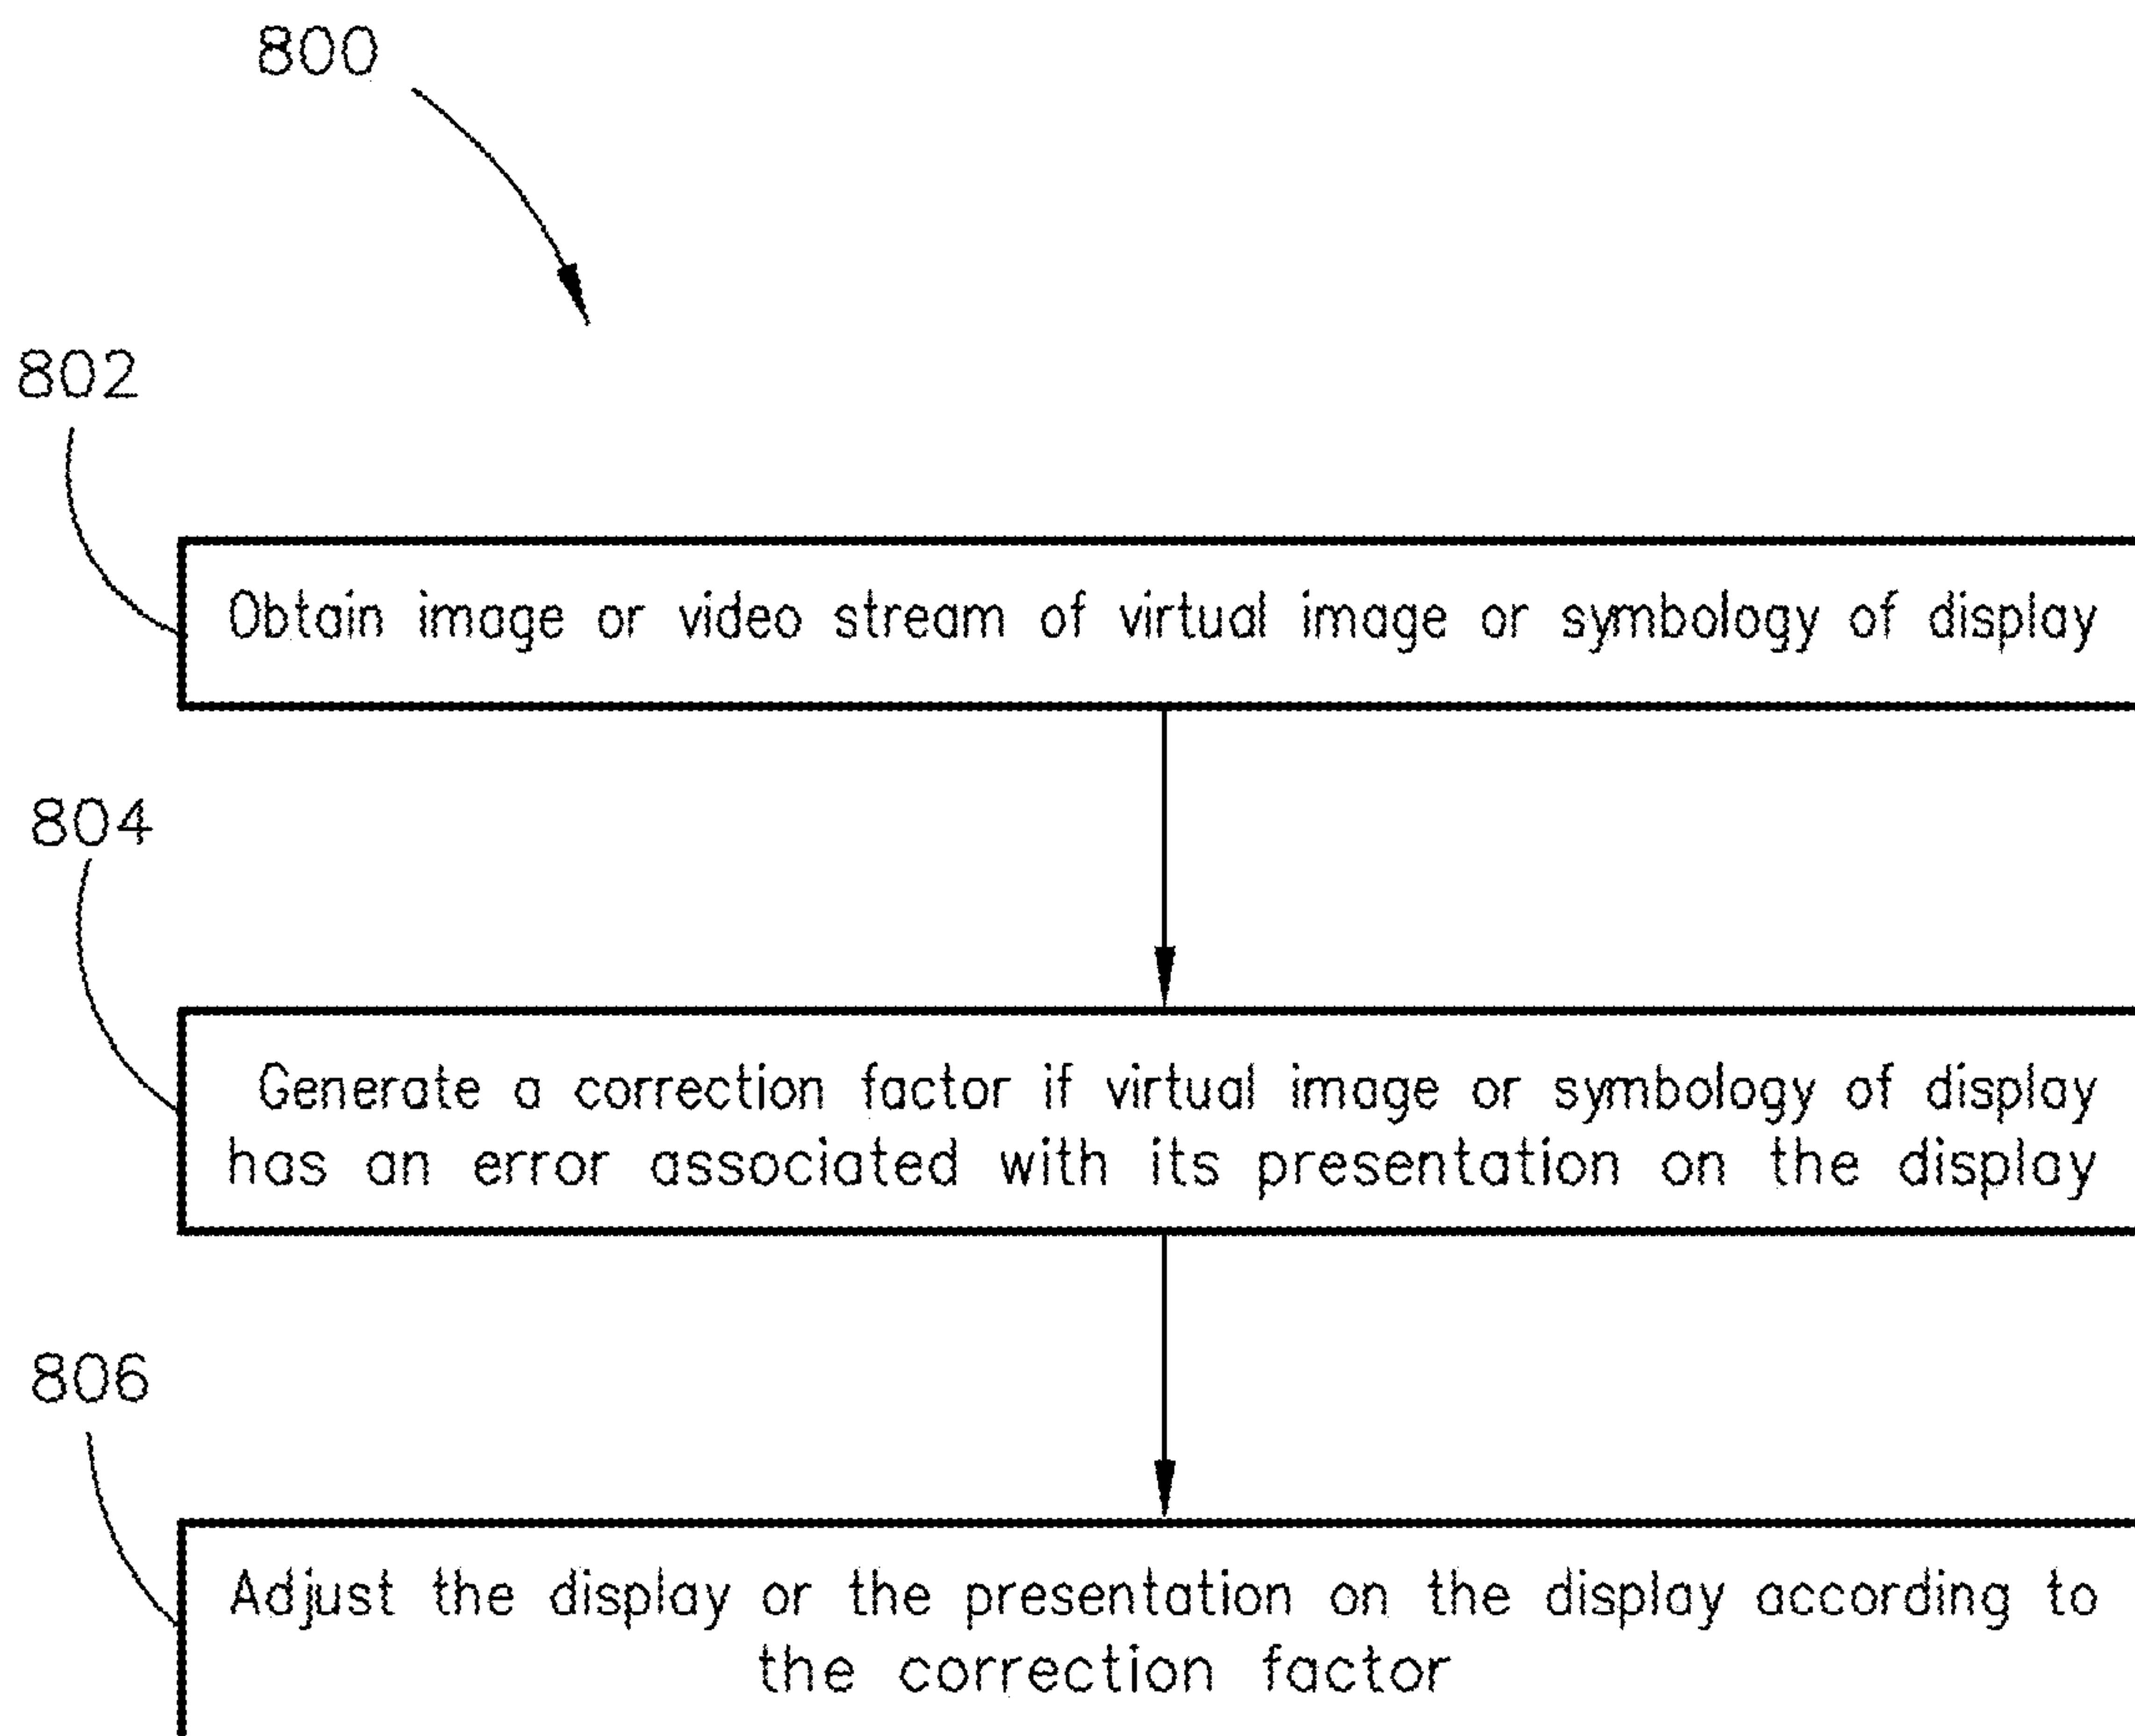 800
802
Obtain image or video stream of virtual image or symbology of display
804
Generate a correction factor if virtual image or symbology of display
has an error associated with its presentation on the display
806
Adjust the display or the presentation on the display according to
the correction factor